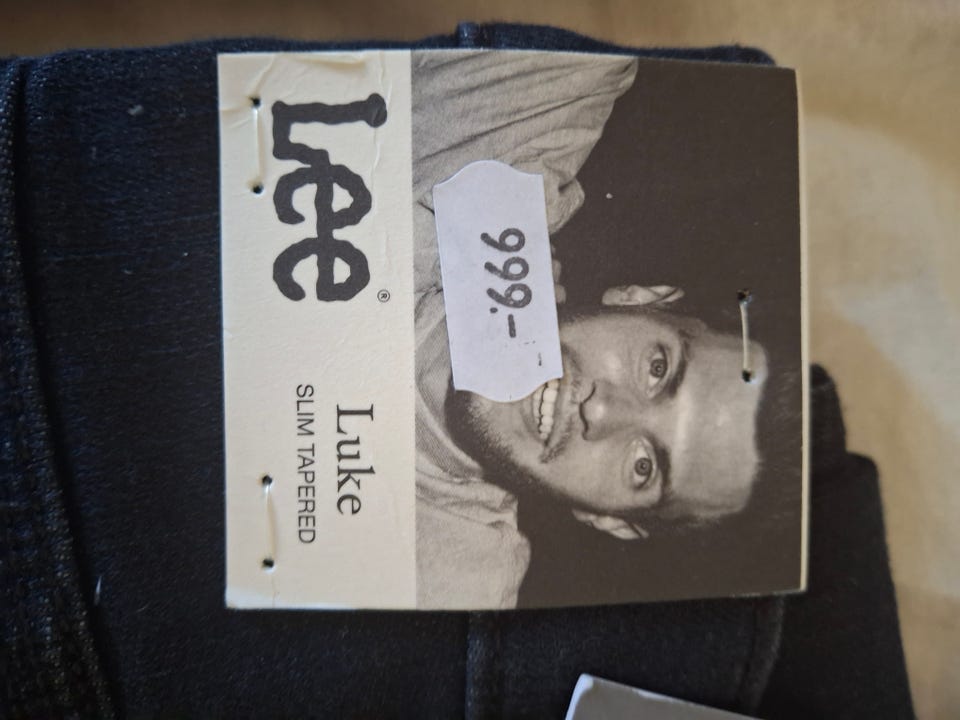 Lee®
Luke
SLIM TAPERED
999.-